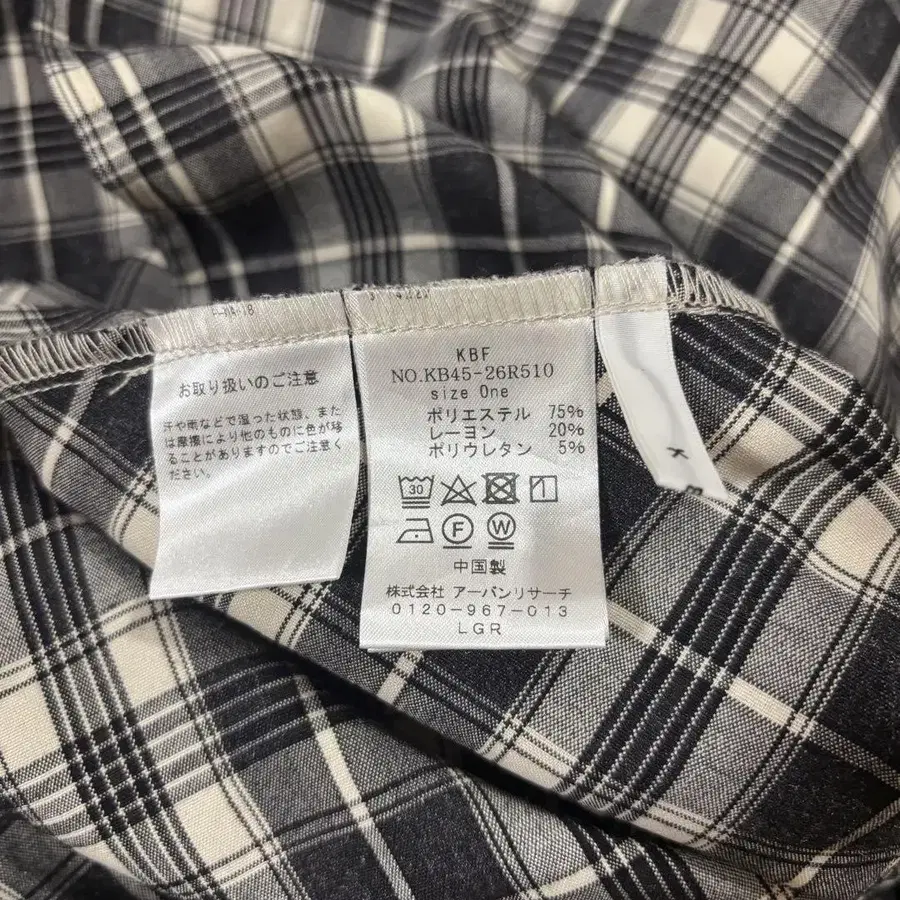 お取り扱いのご注意
汗や雨などで湿った状態、また
は摩擦により他のものに色が移
ることがありますのでご注意く
ださい。
KBF
NO.KB45-26R510
size One
ポリエステル 75%
レーヨン 20%
ポリウレタン 5%
30
F
W
中国製
株式会社 アーバンリサーチ
0120-967-013
LGR
K